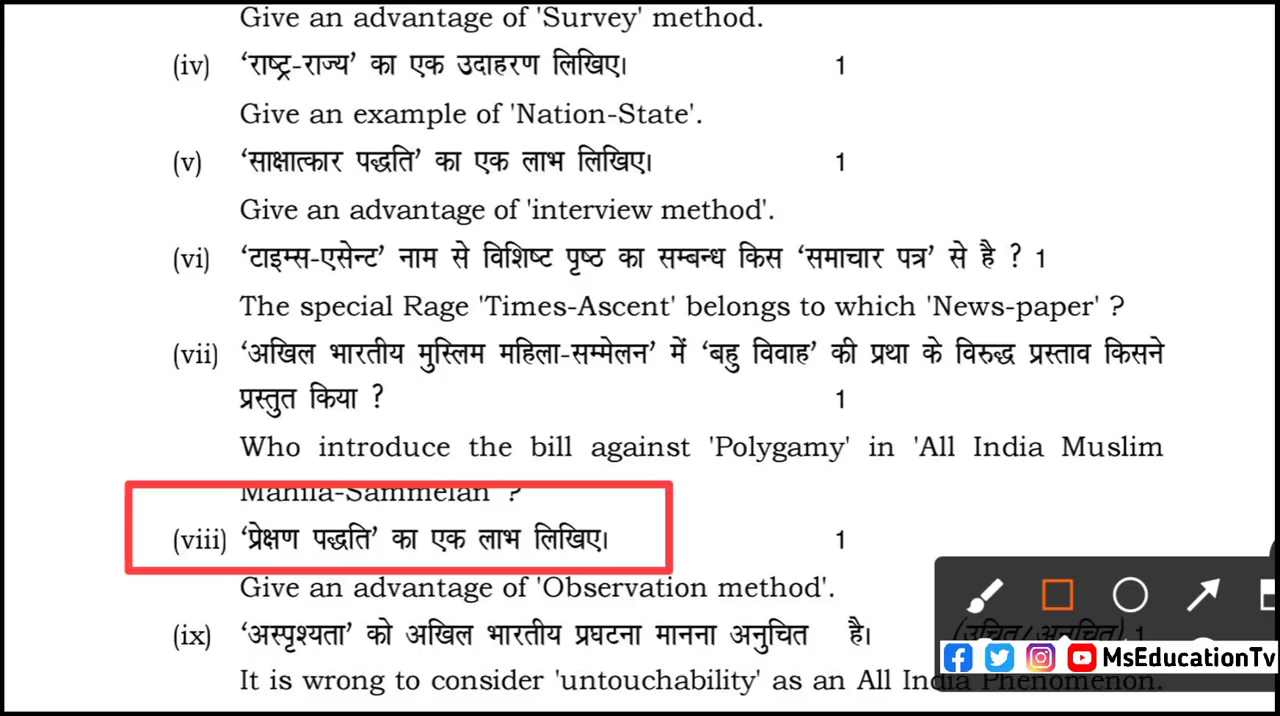 Give an advantage of 'Survey' method.
(iv) ‘राष्ट्र-राज्य’ का एक उदाहरण लिखिए। 1
Give an example of 'Nation-State'.
(v) ‘साक्षात्कार पद्धति’ का एक लाभ लिखिए। 1
Give an advantage of 'interview method'.
(vi) ‘टाइम्स-एसेन्ट’ नाम से विशिष्ट पृष्ठ का सम्बन्ध किस ‘समाचार पत्र’ से है ? 1
The special Rage 'Times-Ascent' belongs to which 'News-paper' ?
(vii) ‘अखिल भारतीय मुस्लिम महिला-सम्मेलन’ में ‘बहु विवाह’ की प्रथा के विरुद्ध प्रस्ताव किसने
प्रस्तुत किया ? 1
Who introduce the bill against 'Polygamy' in 'All India Muslim
Mahila-Sammelan' ?
(viii) ‘प्रेक्षण पद्धति’ का एक लाभ लिखिए। 1
Give an advantage of 'Observation method'.
(ix) ‘अस्पृश्यता’ को अखिल भारतीय प्रघटना मानना अनुचित है। (उचित/अनुचित) 1
MsEducationTv
It is wrong to consider 'untouchability' as an All India Phenomenon.